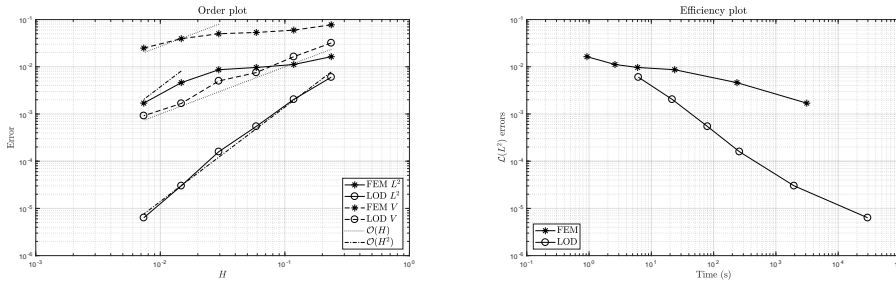 Order plot
10^-1
10^-2
10^-3
10^-4
10^-5
10^-6
Error
10^-3
10^-2
10^-1
10^0
H
FEM L^2
LOD L^2
FEM V
LOD V
O(H)
O(H^2)
Efficiency plot
10^-1
10^-2
10^-3
10^-4
10^-5
10^-6
L(L^2) errors
10^-1
10^0
10^1
10^2
10^3
10^4
Time (s)
FEM
LOD